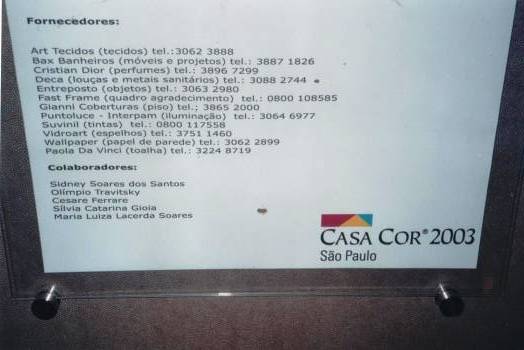 Fornecedores:
Art Tecidos (tecidos) tel.:3062 3888
Bax Banheiros (móveis e projetos) tel.: 3887 1826
Cristian Dior (perfumes) tel.: 3896 7299
Deca (louças e metais sanitários) tel.: 3088 2744
Entreposto (objetos) tel.: 3063 2980
Fast Frame (quadro agradecimento) tel.: 0800 108585
Gianni Coberturas (piso) tel.; 3865 2000
Puntoluce - Interpam (iluminação) tel.: 3064 6977
Suvinil (tintas) tel.: 0800 117558
Vidroart (espelhos) tel.: 3751 1460
Wallpaper (papel de parede) tel.: 3062 2899
Paola Da Vinci (toalha) tel.: 3224 8719
Colaboradores:
Sidney Soares dos Santos
Olímpio Travitsky
Cesare Ferrare
Silvia Catarina Gioia
Maria Luiza Lacerda Soares
CASA COR® 2003
São Paulo